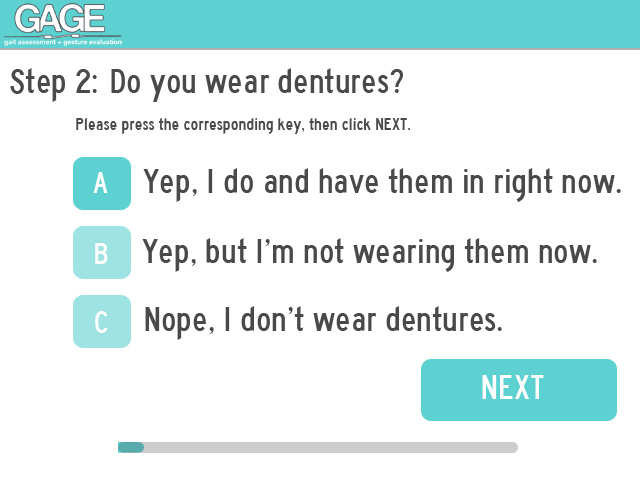 GAGE
gait assessment + gesture evaluation
Step 2: Do you wear dentures?
Please press the corresponding key, then click NEXT.
A Yep, I do and have them in right now.
B Yep, but I'm not wearing them now.
C Nope, I don't wear dentures.
NEXT